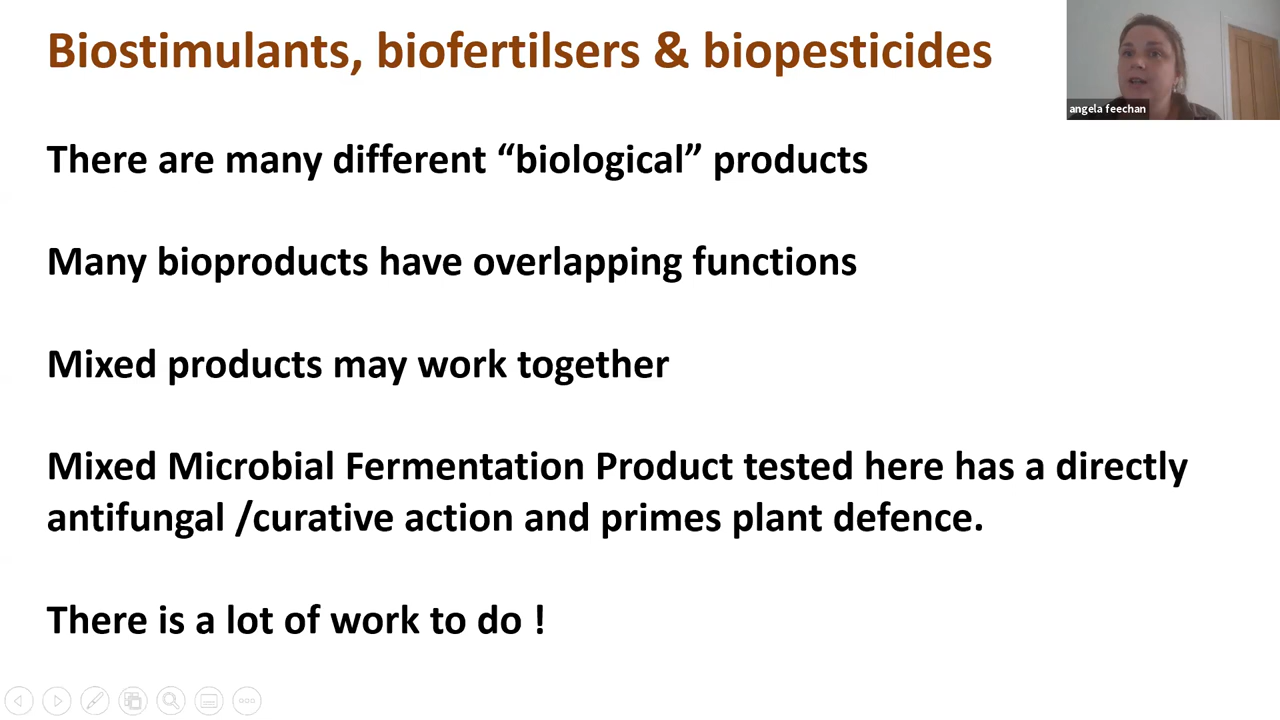 Biostimulants, biofertilsers & biopesticides
angela feechan
There are many different “biological” products
Many bioproducts have overlapping functions
Mixed products may work together
Mixed Microbial Fermentation Product tested here has a directly
antifungal /curative action and primes plant defence.
There is a lot of work to do !